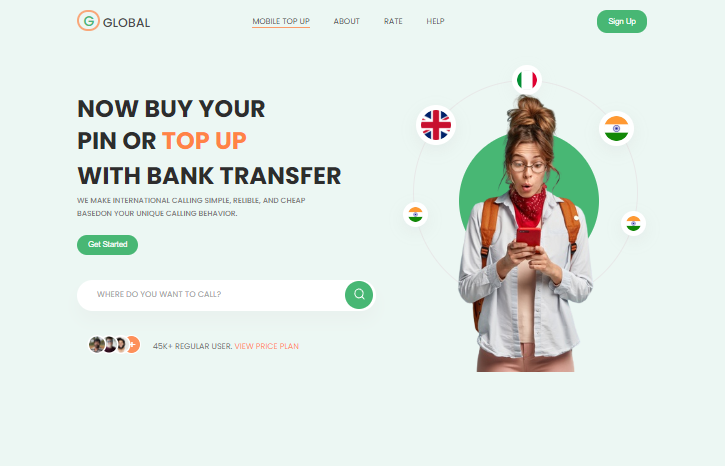 G GLOBAL
MOBILE TOP UP ABOUT RATE HELP
Sign Up
NOW BUY YOUR
PIN OR TOP UP
WITH BANK TRANSFER
WE MAKE INTERNATIONAL CALLING SIMPLE, RELIBLE, AND CHEAP
BASEDON YOUR UNIQUE CALLING BEHAVIOR.
Get Started
WHERE DO YOU WANT TO CALL?
45K+ REGULAR USER. VIEW PRICE PLAN